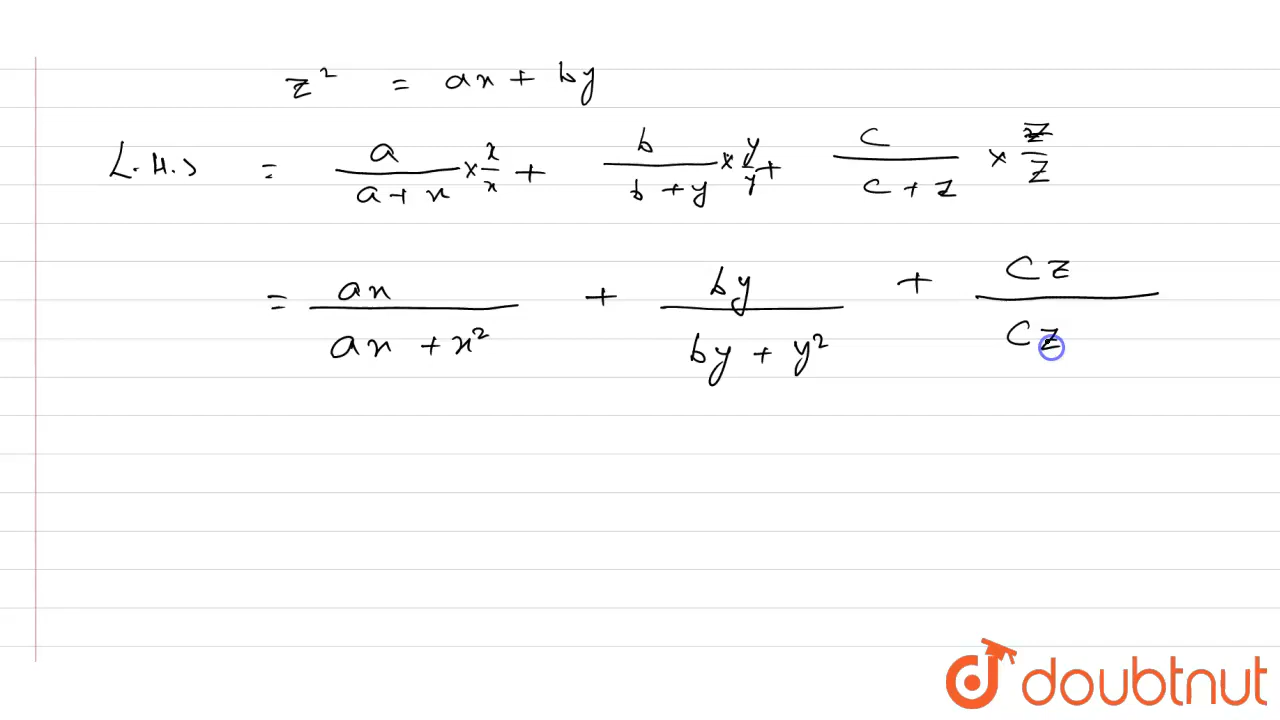 z² = ax + by
L.H.S = a/(a+x) × x/x + b/(b+y) × y/y + c/(c+z) × z/z
= ax/(ax + x²) + by/(by + y²) + cz/cz
doubtnut